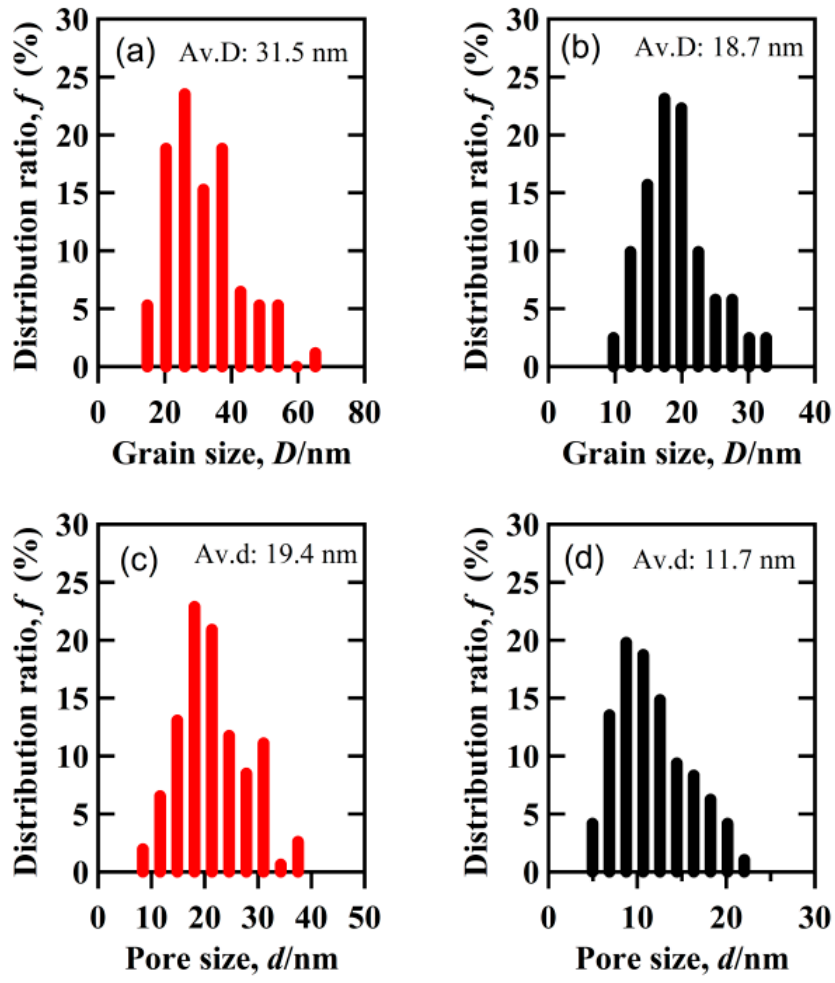 (a) Av.D: 31.5 nm
Distribution ratio, f (%)
30
25
20
15
10
5
0
0 20 40 60 80
Grain size, D/nm
(b) Av.D: 18.7 nm
Distribution ratio, f (%)
30
25
20
15
10
5
0
0 10 20 30 40
Grain size, D/nm
(c) Av.d: 19.4 nm
Distribution ratio, f (%)
30
25
20
15
10
5
0
0 10 20 30 40 50
Pore size, d/nm
(d) Av.d: 11.7 nm
Distribution ratio, f (%)
30
25
20
15
10
5
0
0 10 20 30
Pore size, d/nm